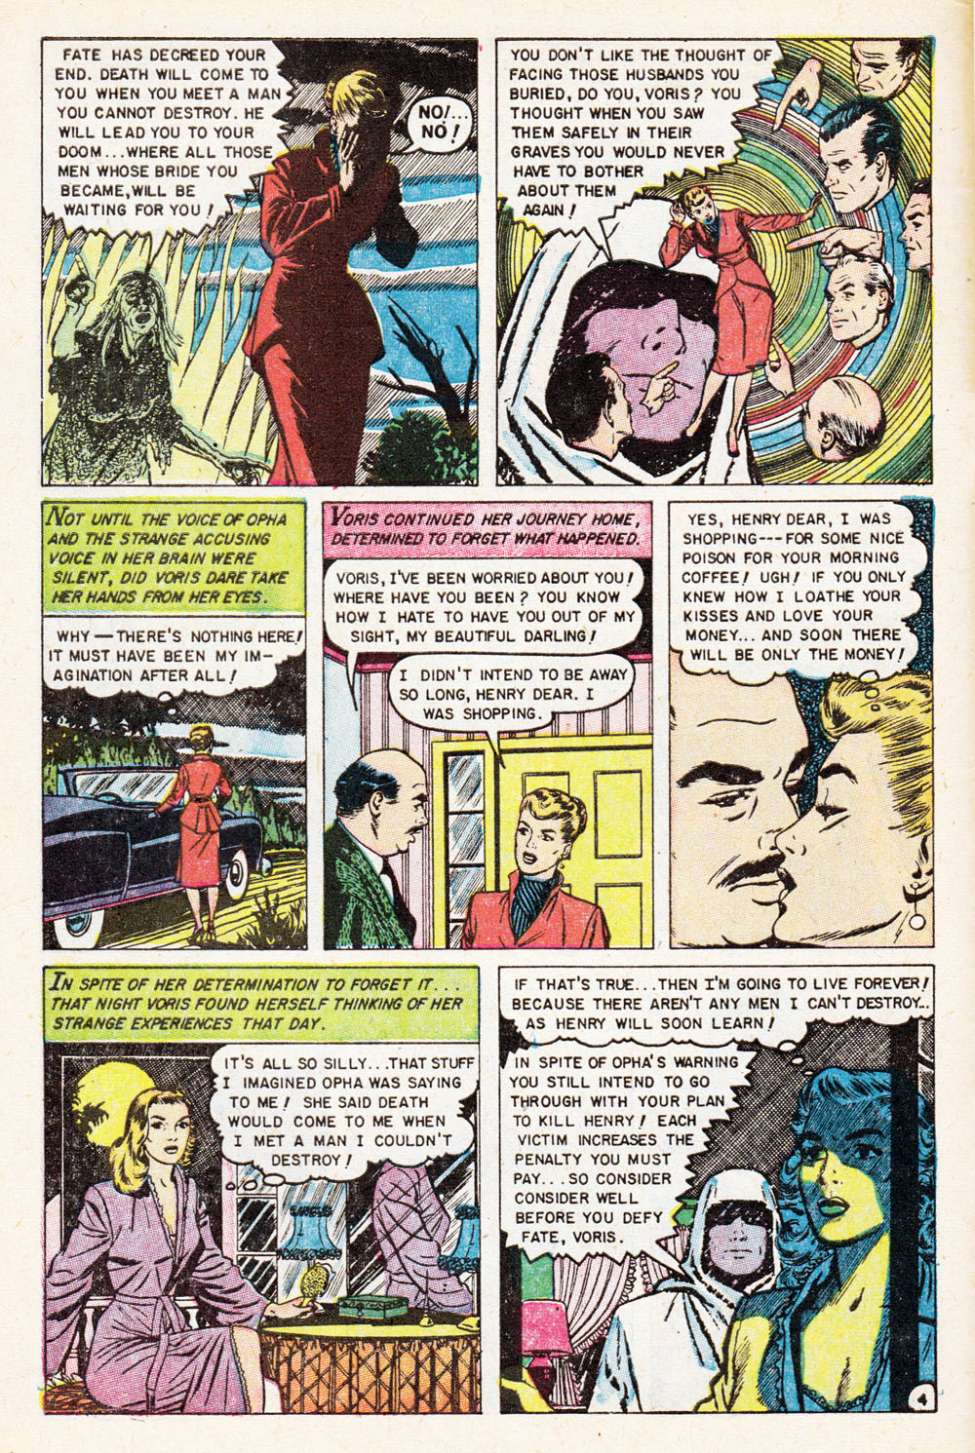 FATE HAS DECREED YOUR
END. DEATH WILL COME TO
YOU WHEN YOU MEET A MAN
YOU CANNOT DESTROY. HE
WILL LEAD YOU TO YOUR
DOOM...WHERE ALL THOSE
MEN WHOSE BRIDE YOU
BECAME, WILL BE
WAITING FOR YOU!
NO!...
NO!
YOU DON'T LIKE THE THOUGHT OF
FACING THOSE HUSBANDS YOU
BURIED, DO YOU, VORIS? YOU
THOUGHT WHEN YOU SAW
THEM SAFELY IN THEIR
GRAVES YOU WOULD NEVER
HAVE TO BOTHER
ABOUT THEM
AGAIN!
NOT UNTIL THE VOICE OF OPHA
AND THE STRANGE ACCUSING
VOICE IN HER BRAIN WERE
SILENT, DID VORIS DARE TAKE
HER HANDS FROM HER EYES.
WHY—THERE'S NOTHING HERE!
IT MUST HAVE BEEN MY IM-
AGINATION AFTER ALL!
VORIS CONTINUED HER JOURNEY HOME,
DETERMINED TO FORGET WHAT HAPPENED.
VORIS, I'VE BEEN WORRIED ABOUT YOU!
WHERE HAVE YOU BEEN? YOU KNOW
HOW I HATE TO HAVE YOU OUT OF MY
SIGHT, MY BEAUTIFUL DARLING!
I DIDN'T INTEND TO BE AWAY
SO LONG, HENRY DEAR. I
WAS SHOPPING.
YES, HENRY DEAR, I WAS
SHOPPING---FOR SOME NICE
POISON FOR YOUR MORNING
COFFEE! UGH! IF YOU ONLY
KNEW HOW I LOATHE YOUR
KISSES AND LOVE YOUR
MONEY... AND SOON THERE
WILL BE ONLY THE MONEY!
IN SPITE OF HER DETERMINATION TO FORGET IT...
THAT NIGHT VORIS FOUND HERSELF THINKING OF HER
STRANGE EXPERIENCES THAT DAY.
IT'S ALL SO SILLY...THAT STUFF
I IMAGINED OPHA WAS SAYING
TO ME! SHE SAID DEATH
WOULD COME TO ME WHEN
I MET A MAN I COULDN'T
DESTROY!
IF THAT'S TRUE...THEN I'M GOING TO LIVE FOREVER!
BECAUSE THERE AREN'T ANY MEN I CAN'T DESTROY...
AS HENRY WILL SOON LEARN!
IN SPITE OF OPHA'S WARNING
YOU STILL INTEND TO GO
THROUGH WITH YOUR PLAN
TO KILL HENRY! EACH
VICTIM INCREASES THE
PENALTY YOU MUST
PAY...SO CONSIDER
CONSIDER WELL
BEFORE YOU DEFY
FATE, VORIS.
4